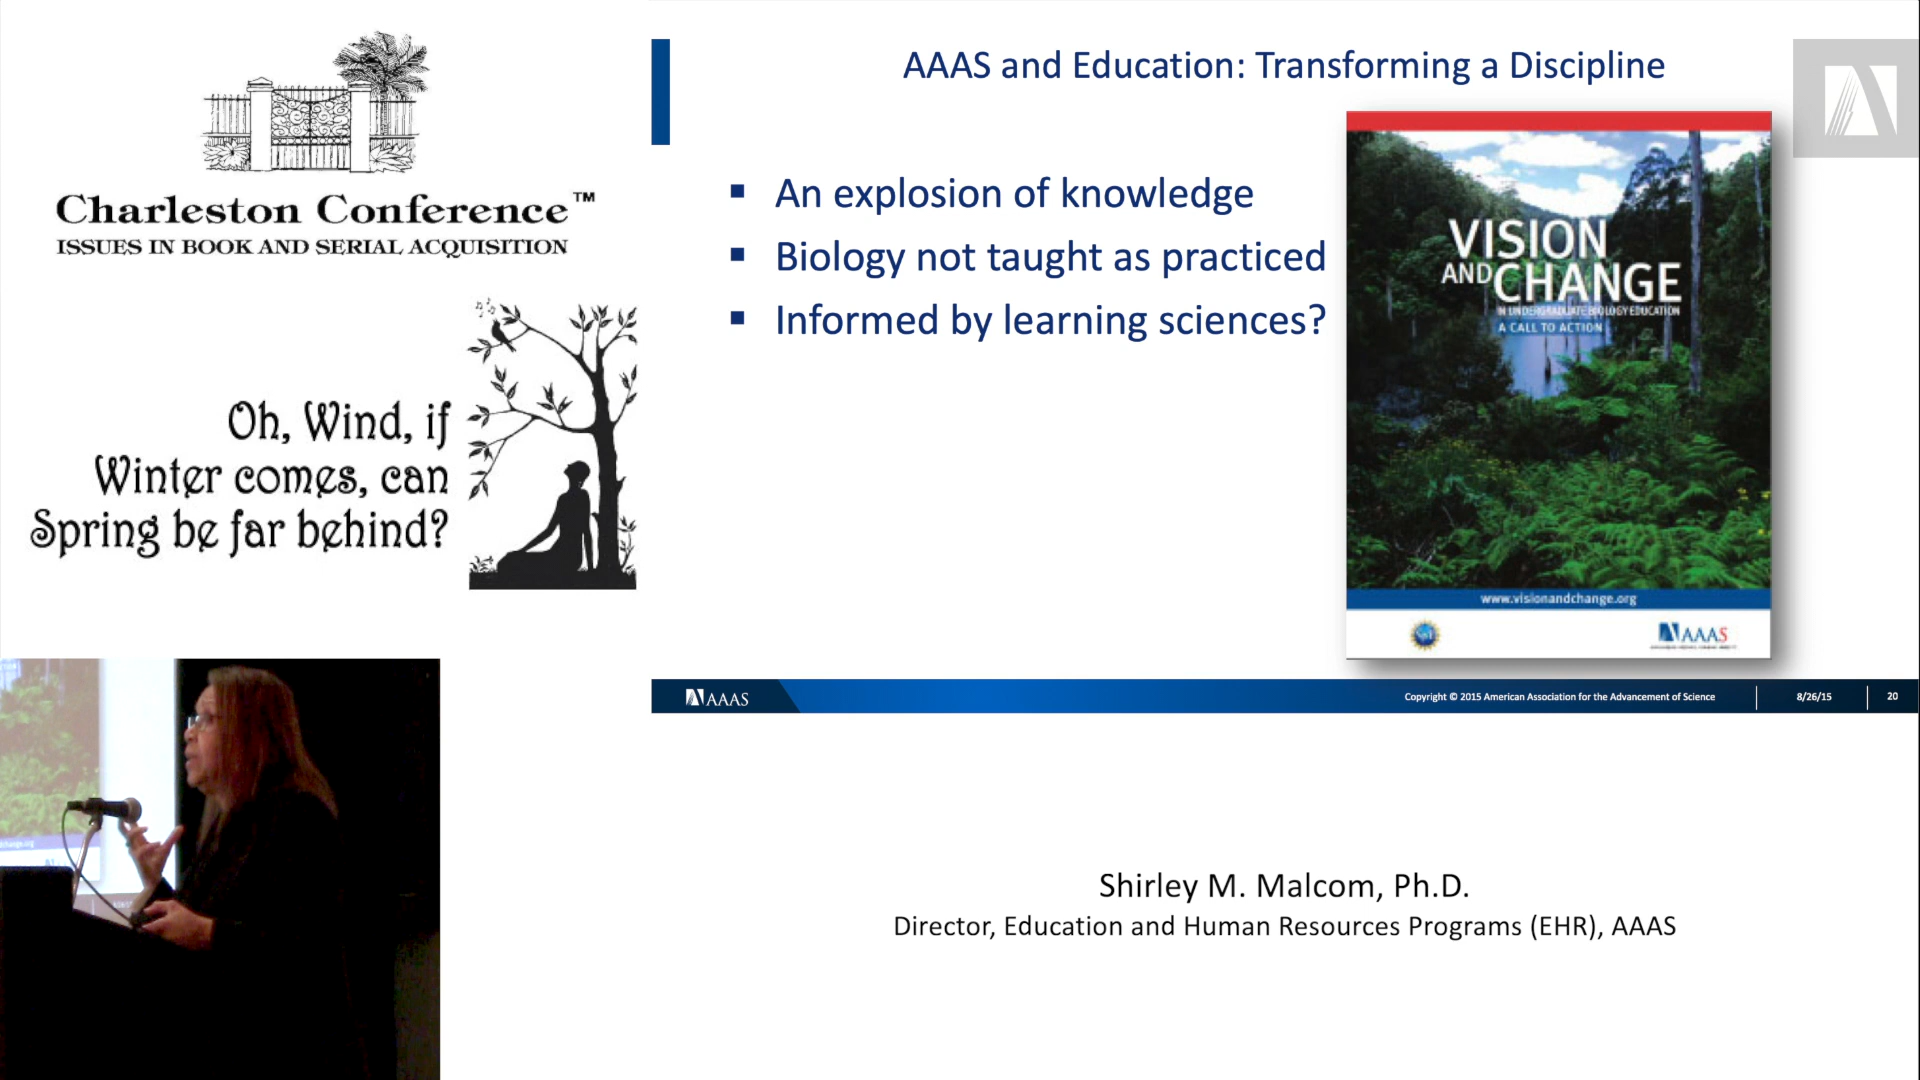 Charleston Conference™
ISSUES IN BOOK AND SERIAL ACQUISITION
Oh, Wind, if
Winter comes, can
Spring be far behind?
AAAS and Education: Transforming a Discipline
▪ An explosion of knowledge
▪ Biology not taught as practiced
▪ Informed by learning sciences?
VISION
AND CHANGE
IN UNDERGRADUATE BIOLOGY EDUCATION
A CALL TO ACTION
www.visionandchange.org
AAAS
AAAS
Copyright © 2015 American Association for the Advancement of Science
8/26/15
20
Shirley M. Malcom, Ph.D.
Director, Education and Human Resources Programs (EHR), AAAS